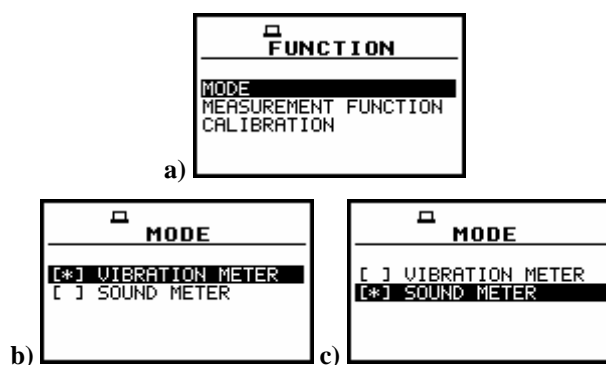 FUNCTION
MODE
MEASUREMENT FUNCTION
CALIBRATION
a)
MODE
[*] VIBRATION METER
[ ] SOUND METER
b)
MODE
[ ] VIBRATION METER
[*] SOUND METER
c)